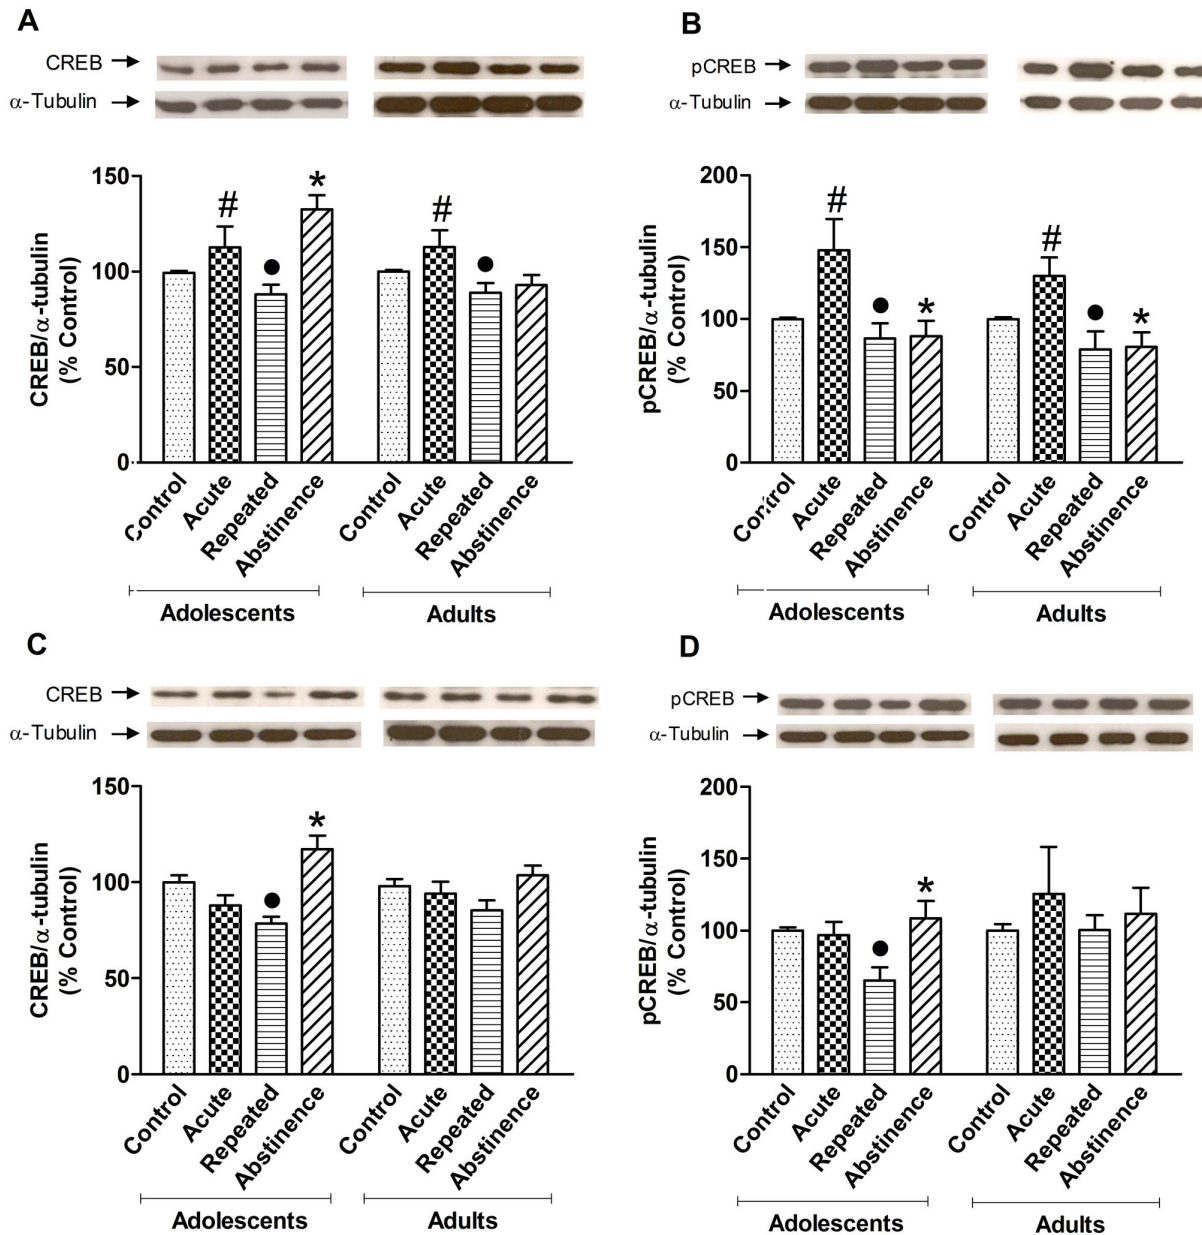 A
CREB
α-Tubulin
CREB/α-tubulin
(% Control)
150
100
50
0
#
●
*
#
●
Control
Acute
Repeated
Abstinence
Control
Acute
Repeated
Abstinence
Adolescents
Adults
B
pCREB
α-Tubulin
pCREB/α-tubulin
(% Control)
200
150
100
50
0
#
●
*
#
●
*
Control
Acute
Repeated
Abstinence
Control
Acute
Repeated
Abstinence
Adolescents
Adults
C
CREB
α-Tubulin
CREB/α-tubulin
(% Control)
150
100
50
0
●
*
Control
Acute
Repeated
Abstinence
Control
Acute
Repeated
Abstinence
Adolescents
Adults
D
pCREB
α-Tubulin
pCREB/α-tubulin
(% Control)
200
150
100
50
0
●
*
Control
Acute
Repeated
Abstinence
Control
Acute
Repeated
Abstinence
Adolescents
Adults